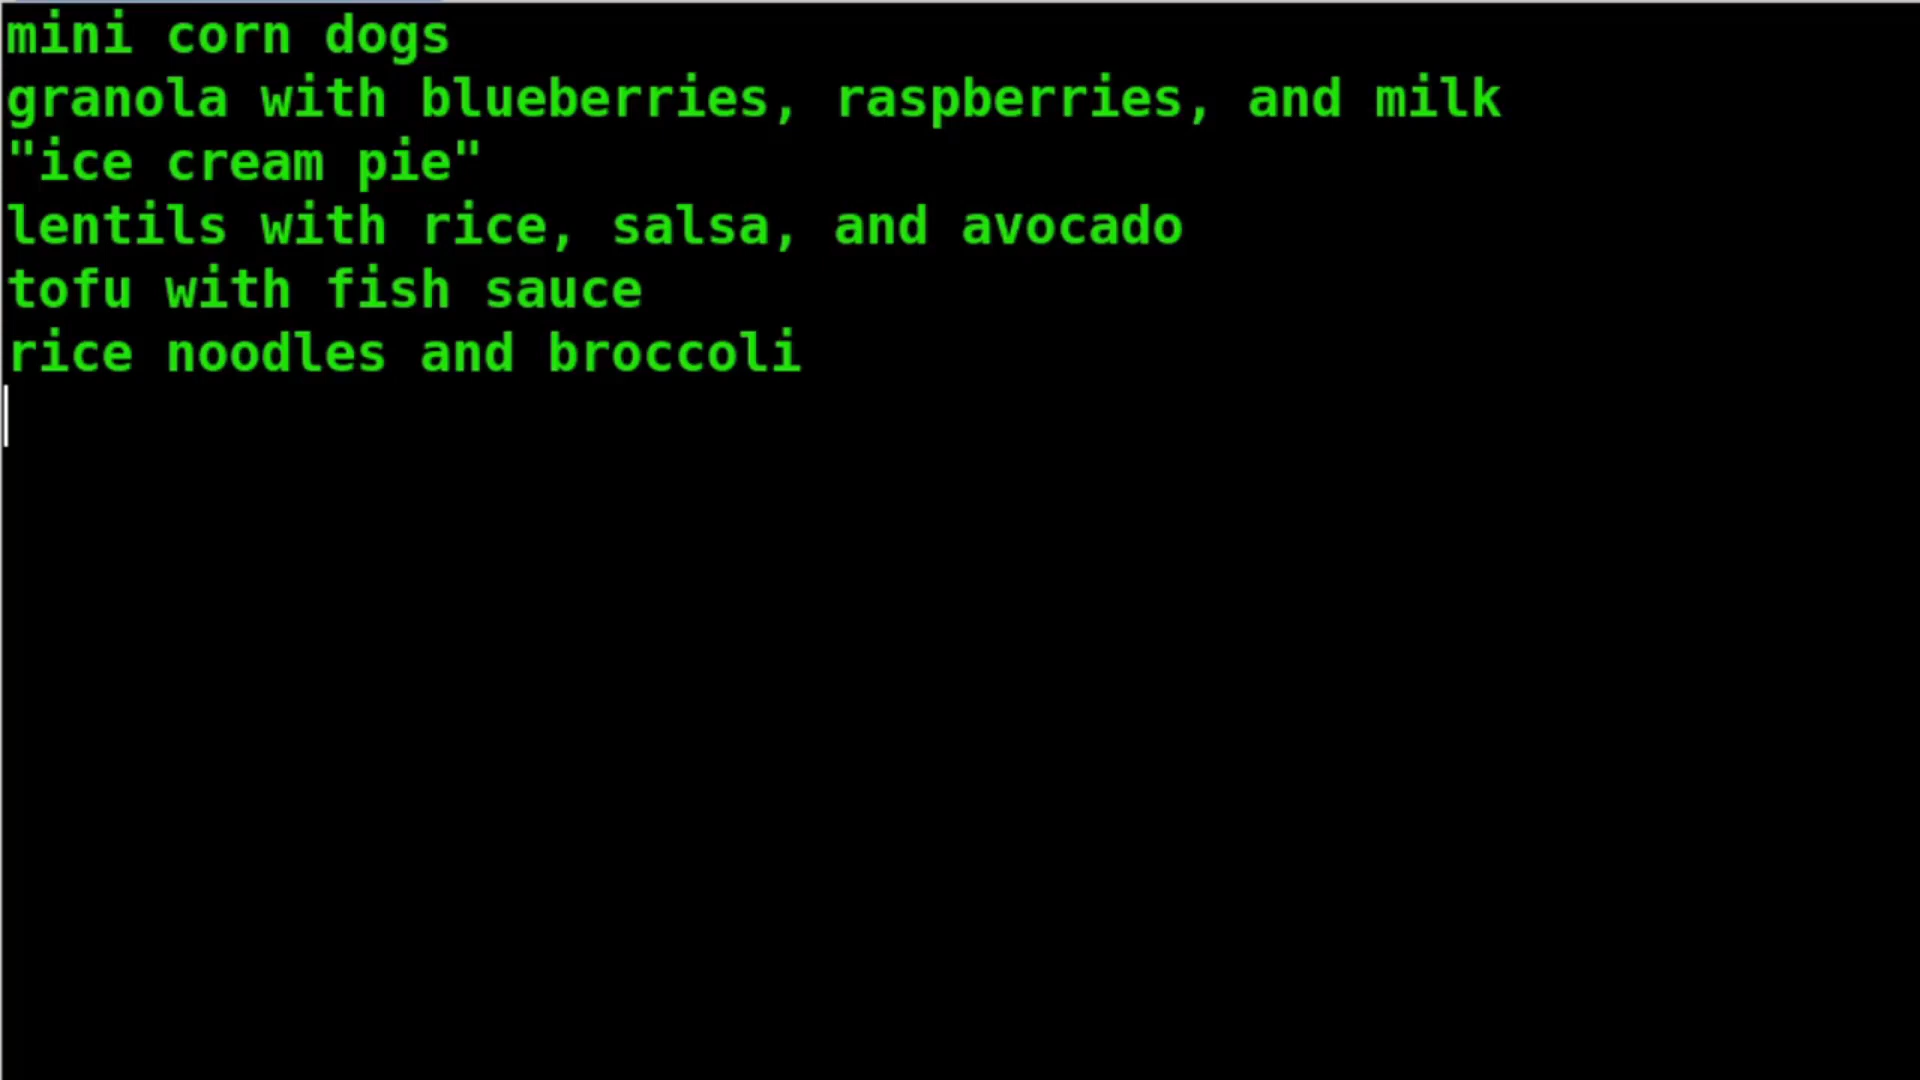 mini corn dogs
granola with blueberries, raspberries, and milk
"ice cream pie"
lentils with rice, salsa, and avocado
tofu with fish sauce
rice noodles and broccoli